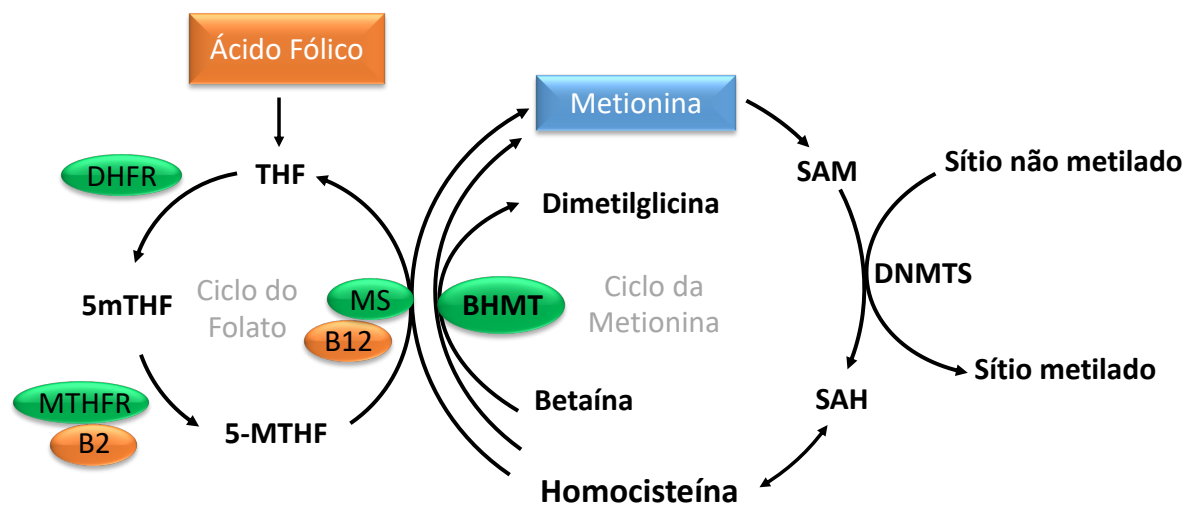 Ácido Fólico
Metionina
DHFR
THF
SAM
Sítio não metilado
Dimetilglicina
5mTHF
Ciclo do
Folato
MS
B12
BHMT
Ciclo da
Metionina
DNMTS
MTHFR
B2
5-MTHF
Betaína
SAH
Sítio metilado
Homocisteína